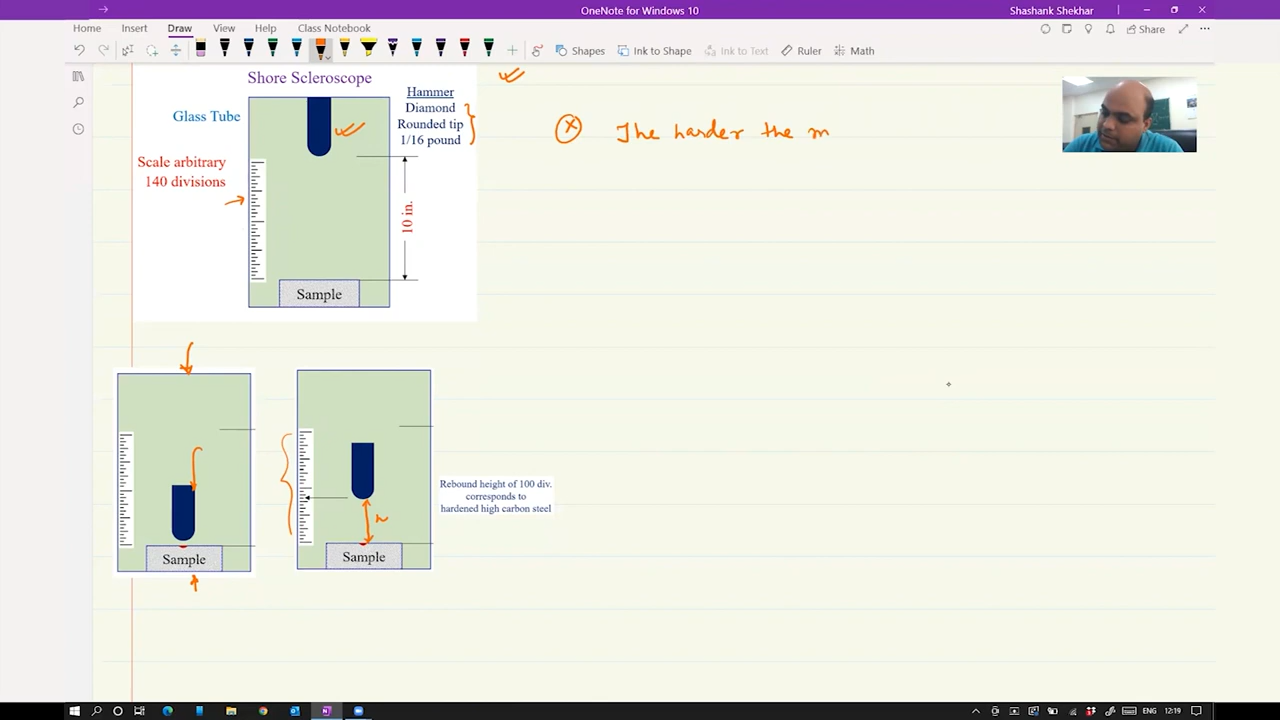 OneNote for Windows 10
Shashank Shekhar
Home Insert Draw View Help Class Notebook
Share
Shapes Ink to Shape Ink to Text Ruler Math
Shore Scleroscope
Glass Tube
Scale arbitrary
140 divisions
Hammer
Diamond
Rounded tip
1/16 pound
10 in.
Sample
The harder the m
Sample
Sample
Rebound height of 100 div.
corresponds to
hardened high carbon steel
ENG 12:19